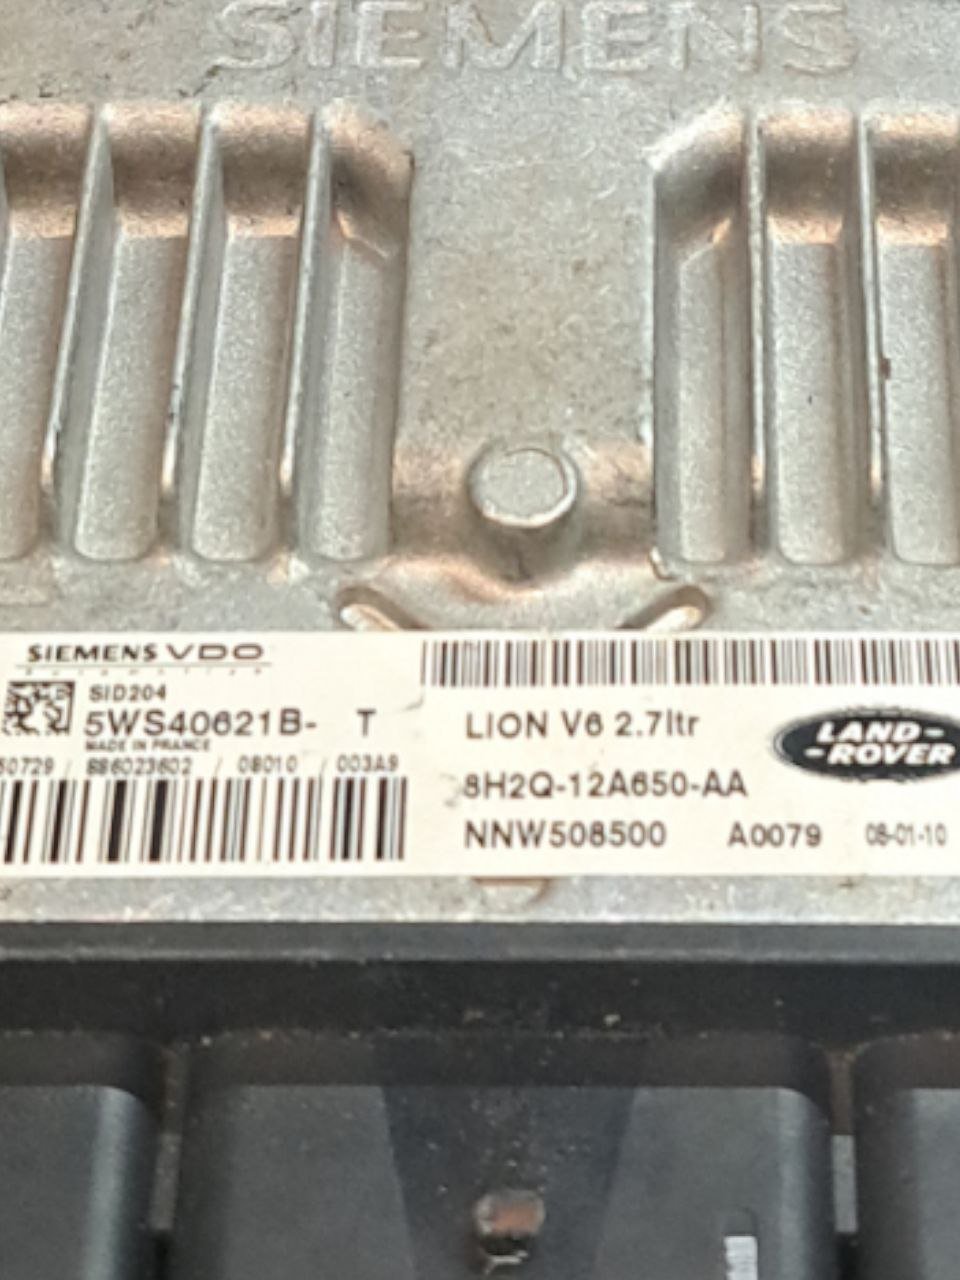 SIEMENS
SIEMENS VDO
SID204
5WS40621B- T
MADE IN FRANCE
60729 / 886023602 / 08010 / 003A9
LION V6 2.7ltr
8H2Q-12A650-AA
NNW508500 A0079 08-01-10
LAND-
-ROVER